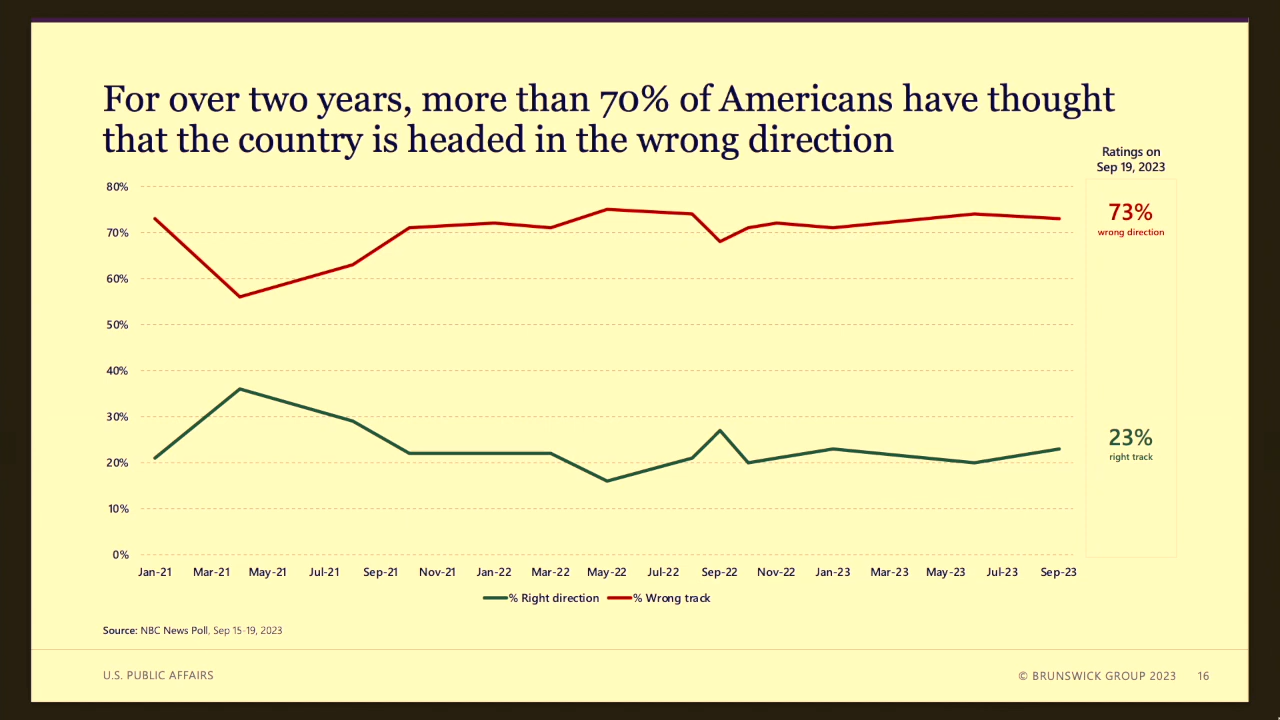 For over two years, more than 70% of Americans have thought
that the country is headed in the wrong direction
Ratings on
Sep 19, 2023
80%
70%
60%
50%
40%
30%
20%
10%
0%
73%
wrong direction
23%
right track
Jan-21 Mar-21 May-21 Jul-21 Sep-21 Nov-21 Jan-22 Mar-22 May-22 Jul-22 Sep-22 Nov-22 Jan-23 Mar-23 May-23 Jul-23 Sep-23
% Right direction % Wrong track
Source: NBC News Poll, Sep 15-19, 2023
U.S. PUBLIC AFFAIRS © BRUNSWICK GROUP 2023 16